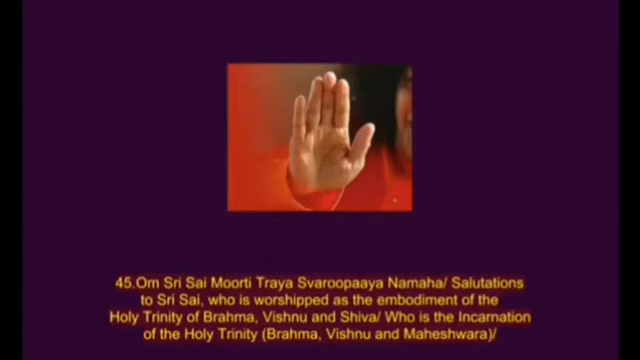 45.Om Sri Sai Moorti Traya Svaroopaaya Namaha/ Salutations
to Sri Sai, who is worshipped as the embodiment of the
Holy Trinity of Brahma, Vishnu and Shiva/ Who is the Incarnation
of the Holy Trinity (Brahma, Vishnu and Maheshwara)/